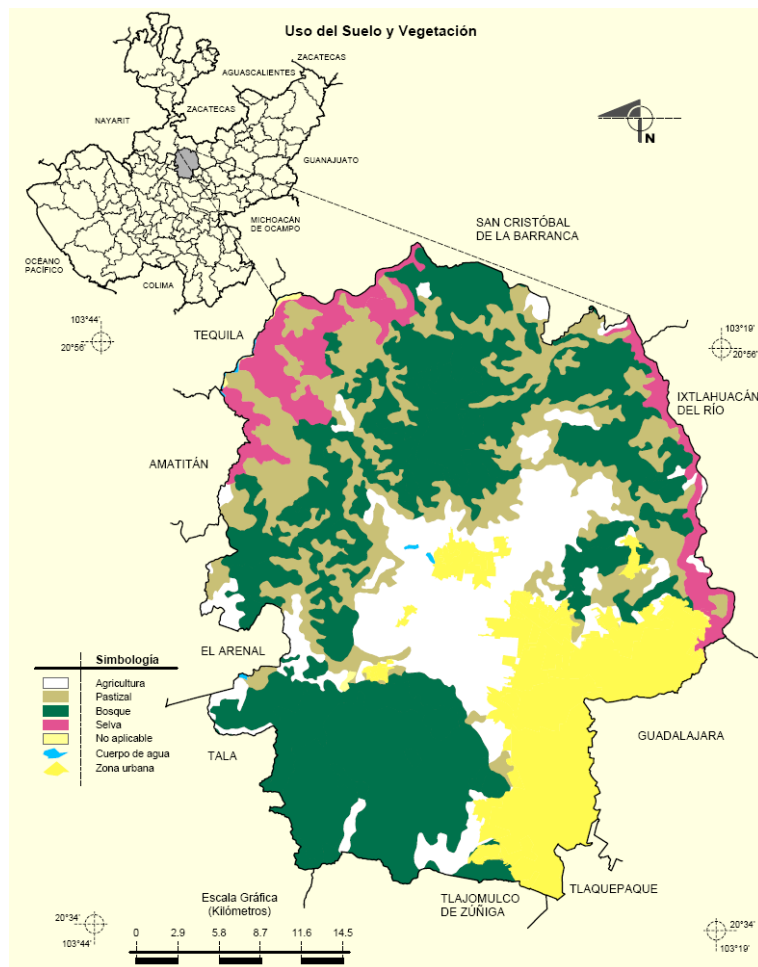 Uso del Suelo y Vegetación
ZACATECAS
AGUASCALIENTES
ZACATECAS
NAYARIT
GUANAJUATO
MICHOACÁN
DE OCAMPO
OCÉANO
PACÍFICO
COLIMA
N
SAN CRISTÓBAL
DE LA BARRANCA
103°44'
20°56'
TEQUILA
103°19'
20°56'
IXTLAHUACÁN
DEL RÍO
AMATITÁN
EL ARENAL
Simbología
Agricultura
Pastizal
Bosque
Selva
No aplicable
Cuerpo de agua
Zona urbana
TALA
GUADALAJARA
TLAQUEPAQUE
TLAJOMULCO
DE ZÚÑIGA
Escala Gráfica
(Kilómetros)
0 2.9 5.8 8.7 11.6 14.5
20°34'
103°44'
20°34'
103°19'